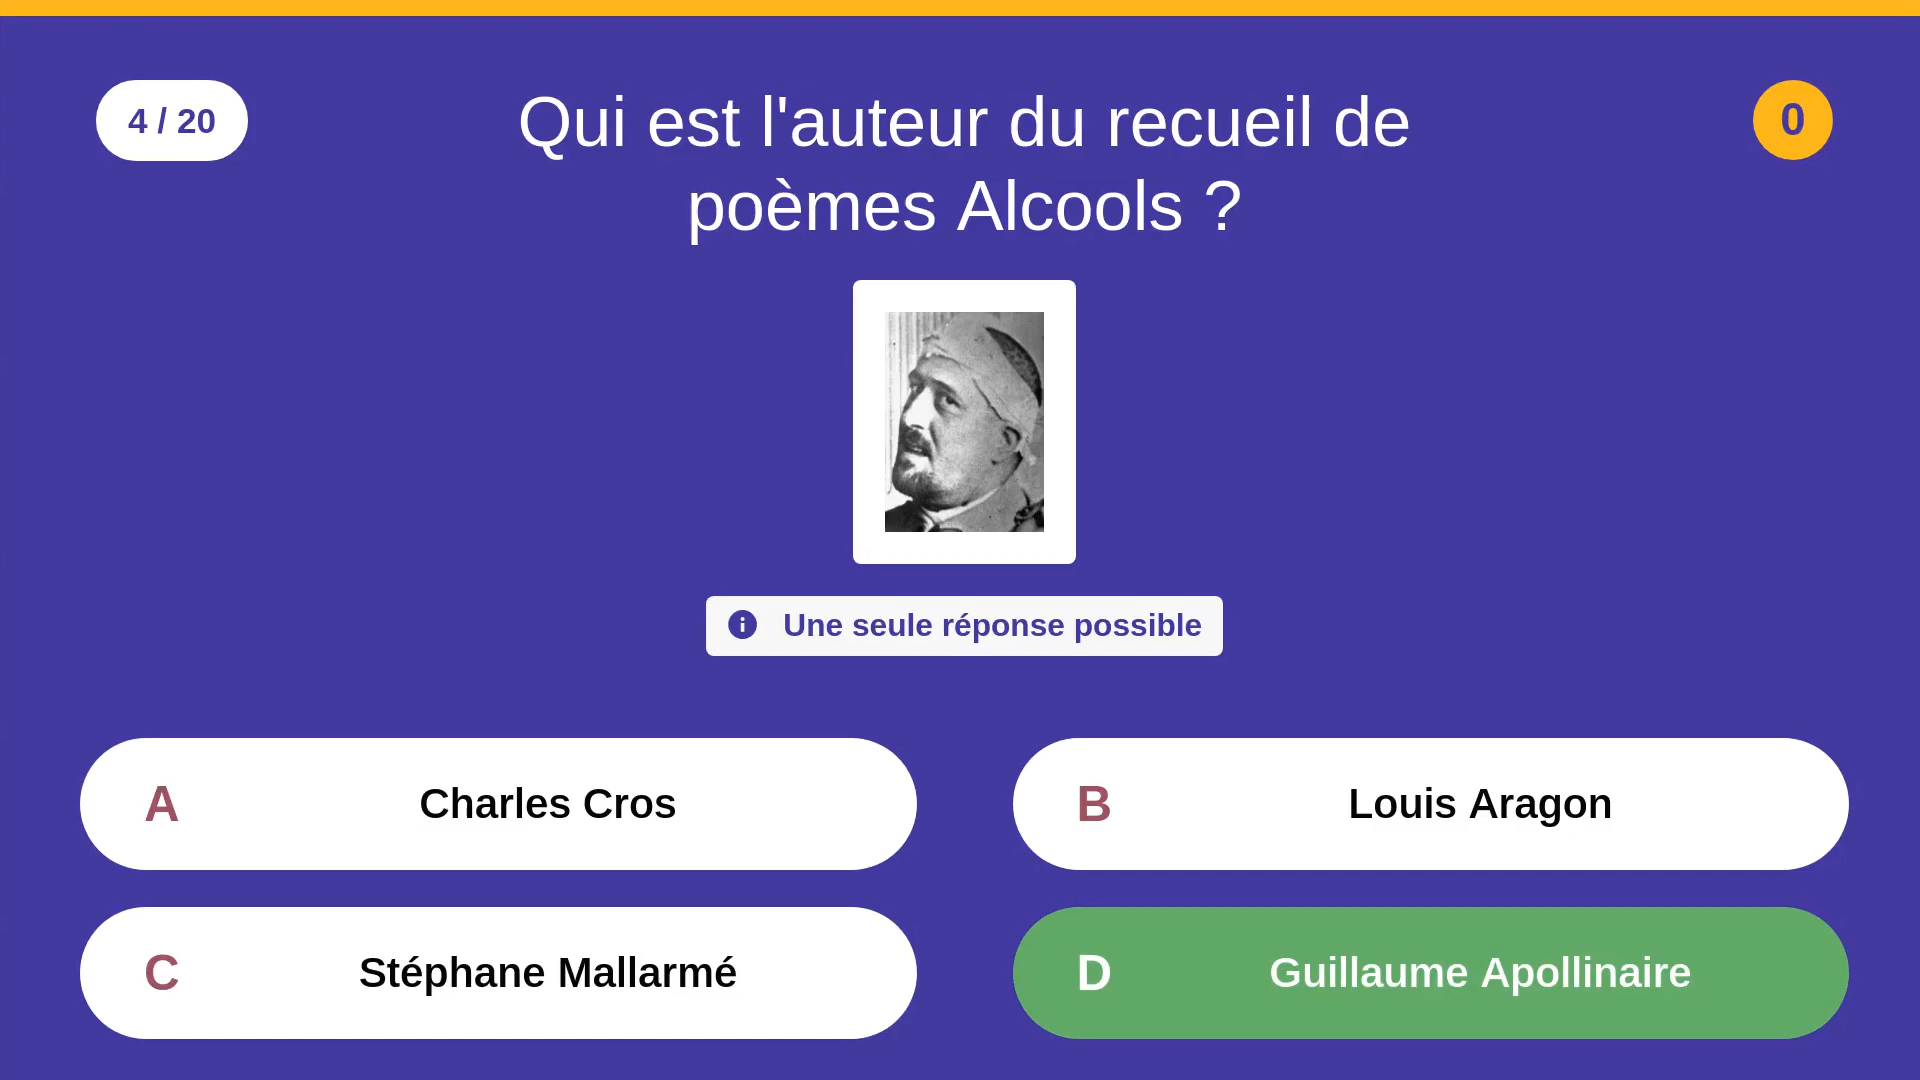 4 / 20
Qui est l'auteur du recueil de
poèmes Alcools ?
0
Une seule réponse possible
A Charles Cros
B Louis Aragon
C Stéphane Mallarmé
D Guillaume Apollinaire